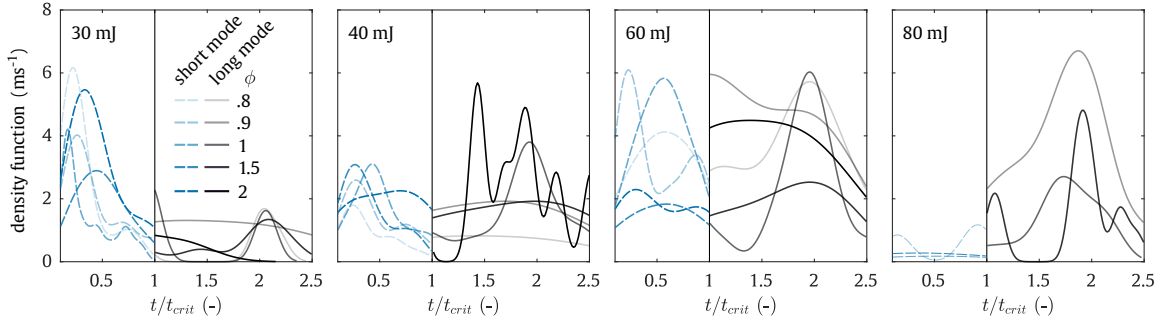 30 mJ
40 mJ
60 mJ
80 mJ
short mode
long mode
ϕ
.8
.9
1
1.5
2
density function (ms⁻¹)
8
6
4
2
0
0.5 1 1.5 2 2.5
0.5 1 1.5 2 2.5
0.5 1 1.5 2 2.5
0.5 1 1.5 2 2.5
t/t_crit (-)
t/t_crit (-)
t/t_crit (-)
t/t_crit (-)